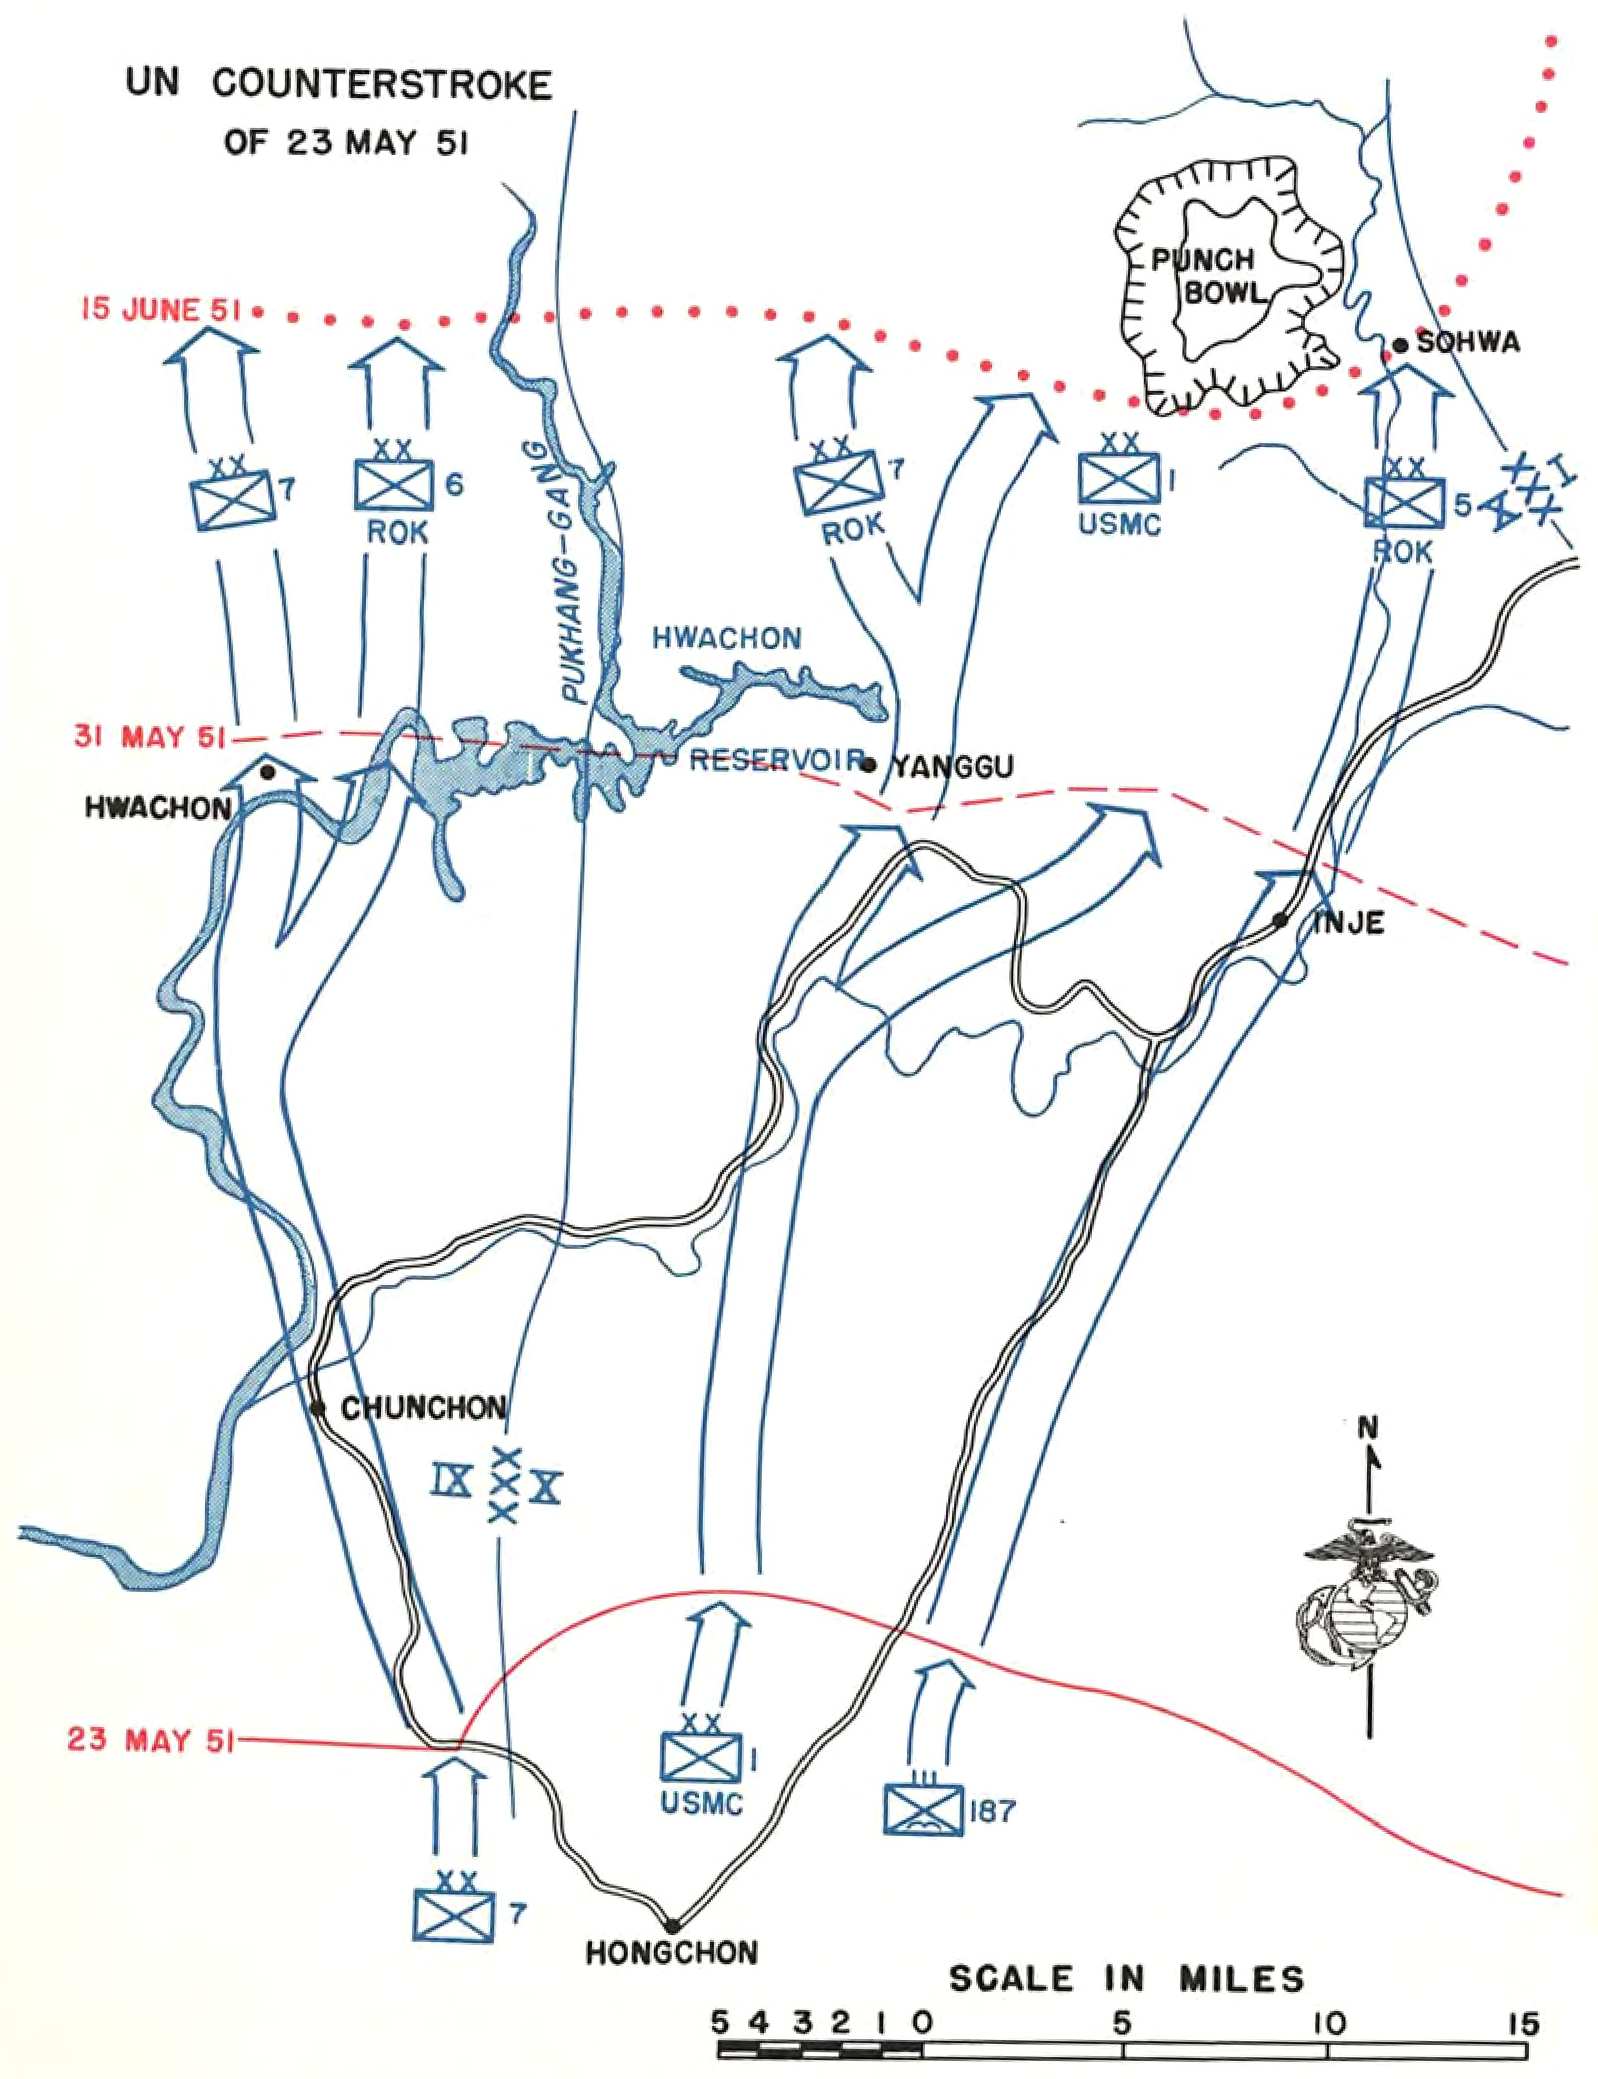 UN COUNTERSTROKE
OF 23 MAY 51
PUNCH
BOWL
15 JUNE 51
SOHWA
XX
7
XX
6
ROK
PUKHANG-GANG
XX
7
ROK
XX
1
USMC
XX
5
ROK
X
XXX
I
HWACHON
RESERVOIR
31 MAY 51
YANGGU
HWACHON
INJE
CHUNCHON
IX
XXX
X
N
23 MAY 51
XX
1
USMC
III
187
XX
7
HONGCHON
SCALE IN MILES
5 4 3 2 1 0 5 10 15